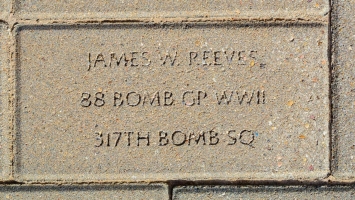 JAMES W. REEVES
88 BOMB GP WWII
317TH BOMB SQ